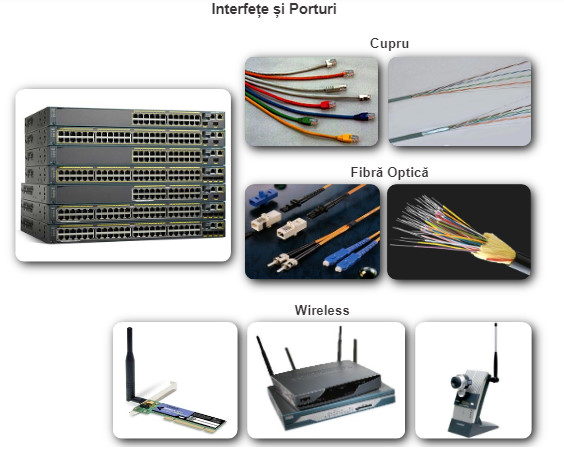 Interfețe și Porturi
Cupru
Fibră Optică
Wireless